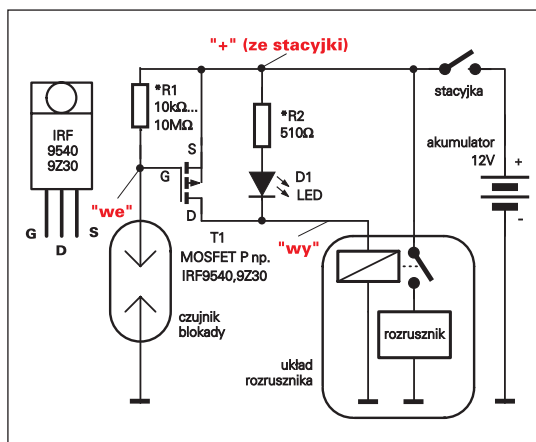 "+" (ze stacyjki)
*R1
10kΩ...
10MΩ
*R2
510Ω
stacyjka
IRF
9540
9Z30
akumulator
12V
+
-
S
G
D
D1
LED
"we"
"wy"
G
D
S
T1
MOSFET P np.
IRF9540,9Z30
czujnik
blokady
rozrusznik
układ
rozrusznika